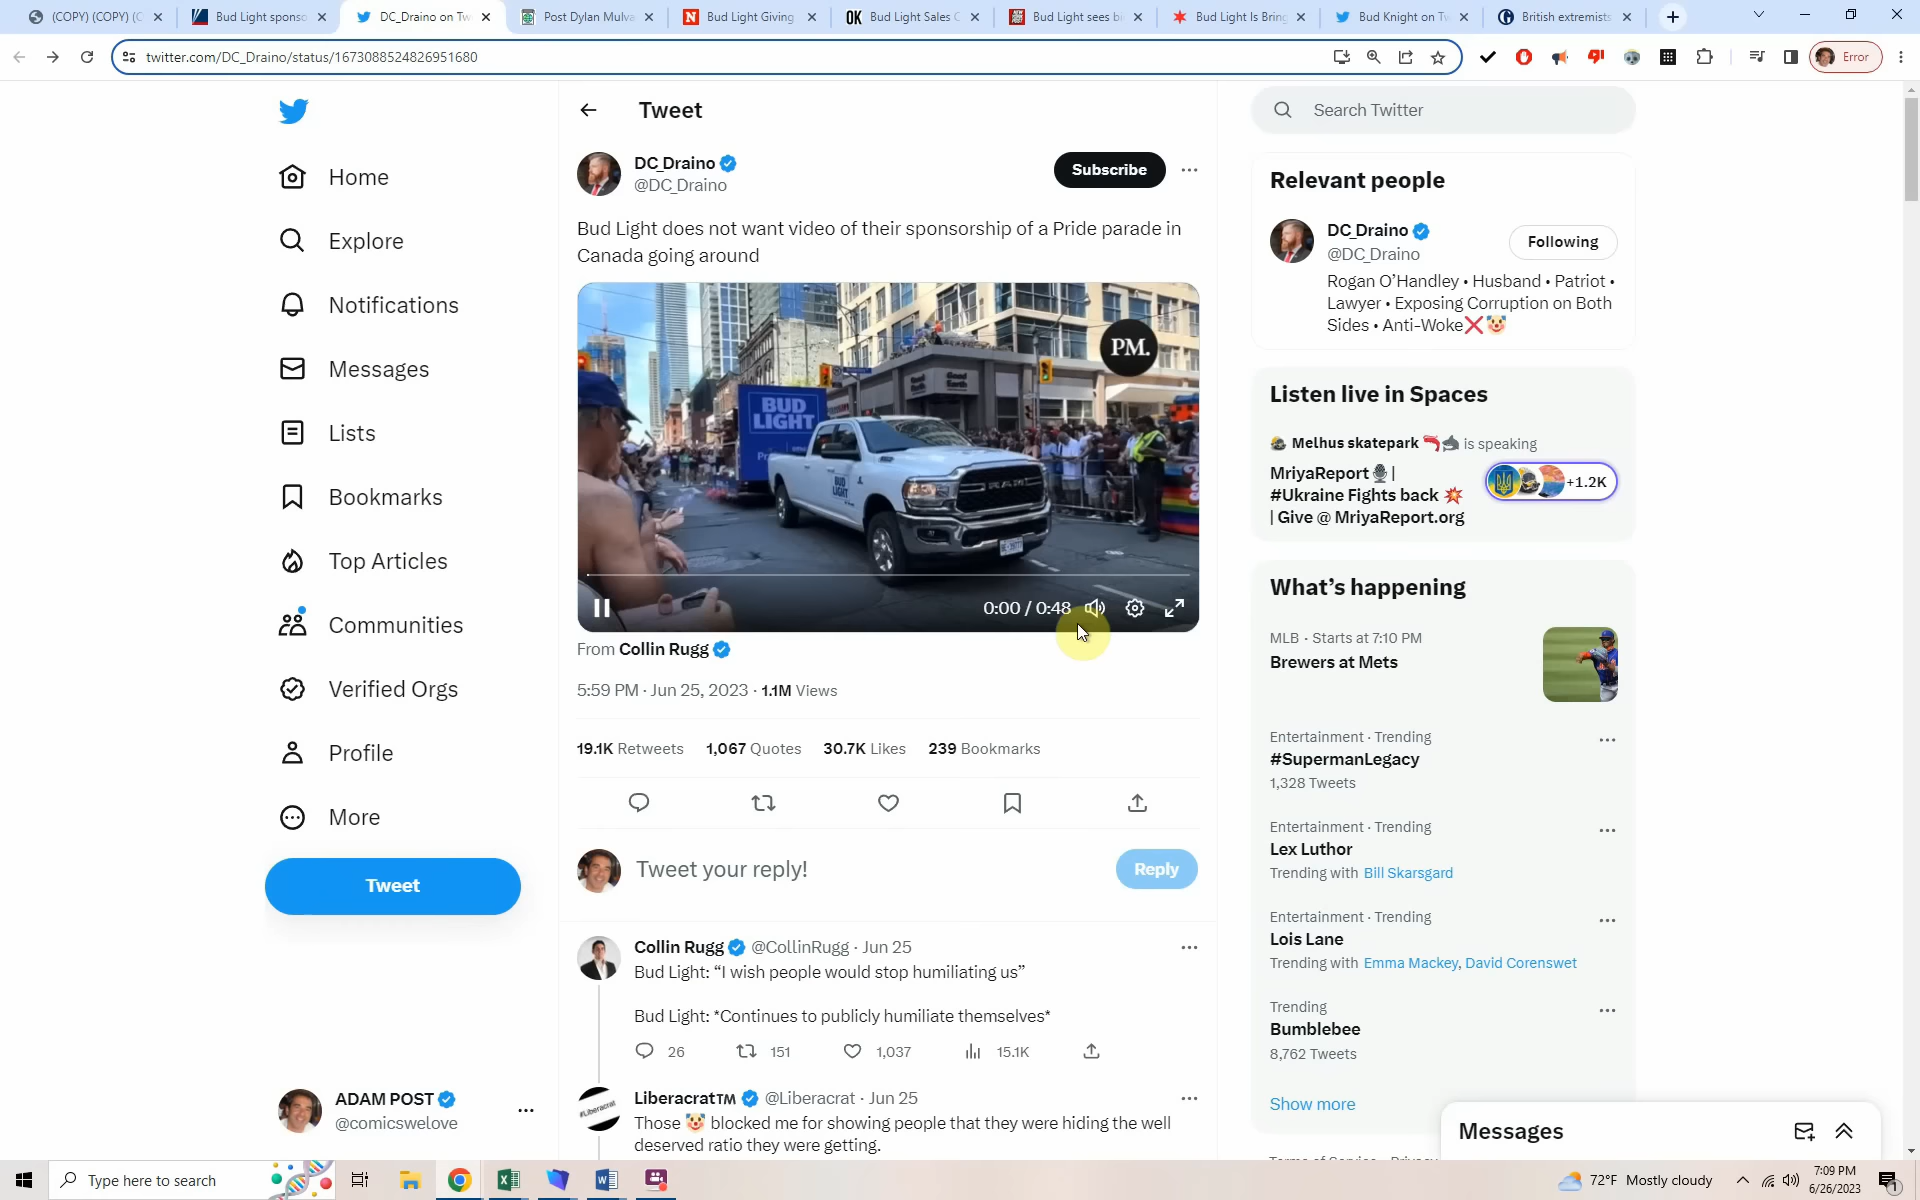 (COPY) (COPY) (C
Bud Light sponso
DC_Draino on Tw
Post Dylan Mulva
Bud Light Giving
OK
Bud Light Sales C
Bud Light sees bi
Bud Light Is Bring
Bud Knight on Tw
British extremists
twitter.com/DC_Draino/status/1673088524826951680
Error
Home
Explore
Notifications
Messages
Lists
Bookmarks
Top Articles
Communities
Verified Orgs
Profile
More
Tweet
ADAM POST
@comicswelove
Tweet
DC_Draino
@DC_Draino
Subscribe
Bud Light does not want video of their sponsorship of a Pride parade in
Canada going around
PM.
BUD
LIGHT
BUD
LIGHT
RAM
0:00 / 0:48
From Collin Rugg
5:59 PM · Jun 25, 2023 · 1.1M Views
19.1K Retweets 1,067 Quotes 30.7K Likes 239 Bookmarks
Tweet your reply!
Reply
Collin Rugg @CollinRugg · Jun 25
Bud Light: “I wish people would stop humiliating us”
Bud Light: *Continues to publicly humiliate themselves*
26 151 1,037 15.1K
#Liberacrat
Liberacrat™ @Liberacrat · Jun 25
Those 🤡 blocked me for showing people that they were hiding the well
deserved ratio they were getting.
Search Twitter
Relevant people
DC_Draino
@DC_Draino
Following
Rogan O’Handley • Husband • Patriot •
Lawyer • Exposing Corruption on Both
Sides • Anti-Woke❌🤡
Listen live in Spaces
Melhus skatepark 🦐🦈 is speaking
MriyaReport🎙️|
#Ukraine Fights back 💥
| Give @ MriyaReport.org
+1.2K
What’s happening
MLB · Starts at 7:10 PM
Brewers at Mets
Entertainment · Trending
#SupermanLegacy
1,328 Tweets
Entertainment · Trending
Lex Luthor
Trending with Bill Skarsgard
Entertainment · Trending
Lois Lane
Trending with Emma Mackey, David Corenswet
Trending
Bumblebee
8,762 Tweets
Show more
Messages
Type here to search
72°F Mostly cloudy
7:09 PM
6/26/2023
1